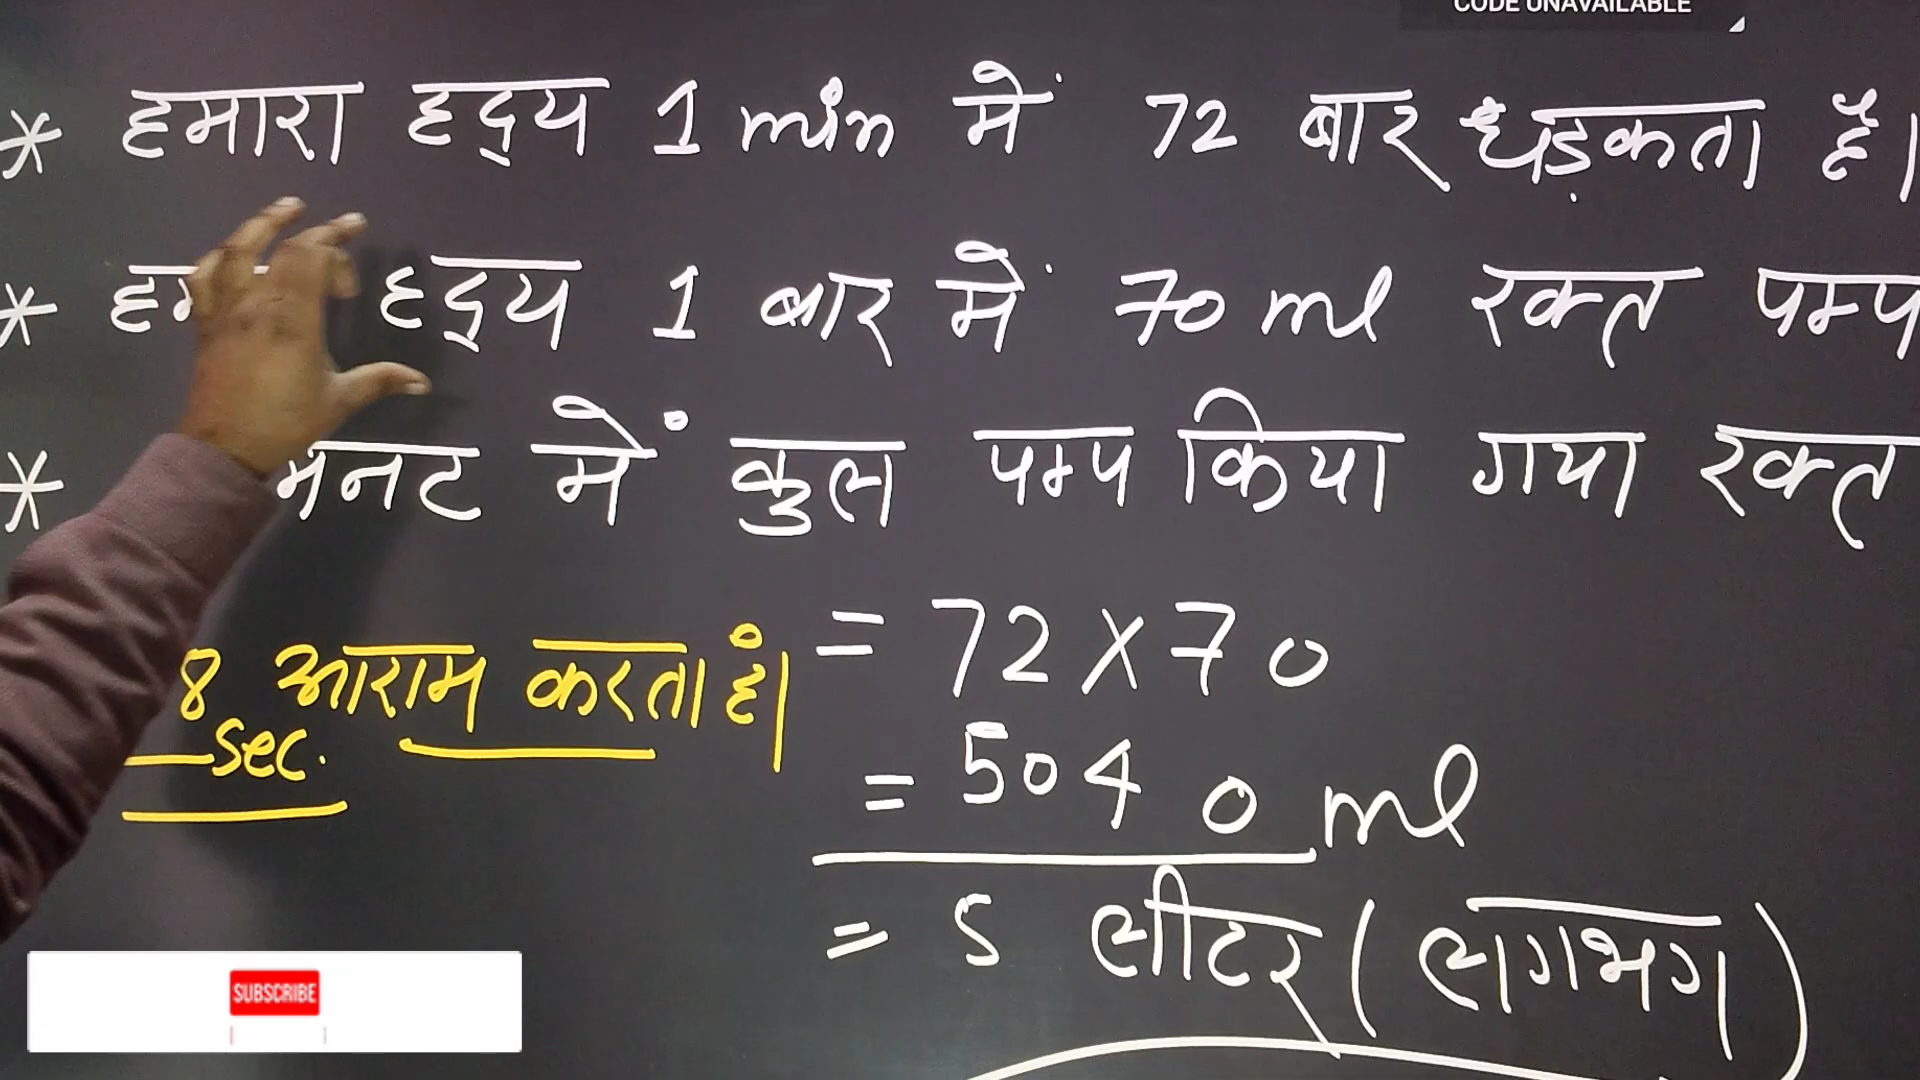 CODE UNAVAILABLE
* हमारा हृदय 1 min में 72 बार धड़कता है।
* हृदय 1 बार में 70 ml रक्त पम्प
* में कुल पम्प किया गया रक्त
= 72 X 70
8 sec. आराम करता है।
= 5040 ml
= 5 लीटर (लगभग)
SUBSCRIBE